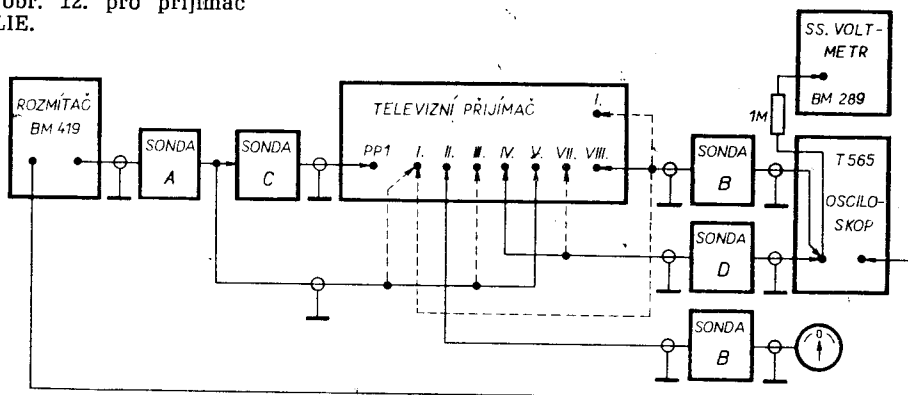 obr. 12. pro přijímač
LIE.
SS. VOLT-
METR
BM 289
1M
ROZMÍTAČ
BM 419
SONDA
A
SONDA
C
TELEVIZNÍ PŘIJÍMAČ
I.
PP1 I. II. III. IV. V. VII. VIII.
SONDA
B
T 565
OSCILO-
SKOP
SONDA
D
SONDA
B
0